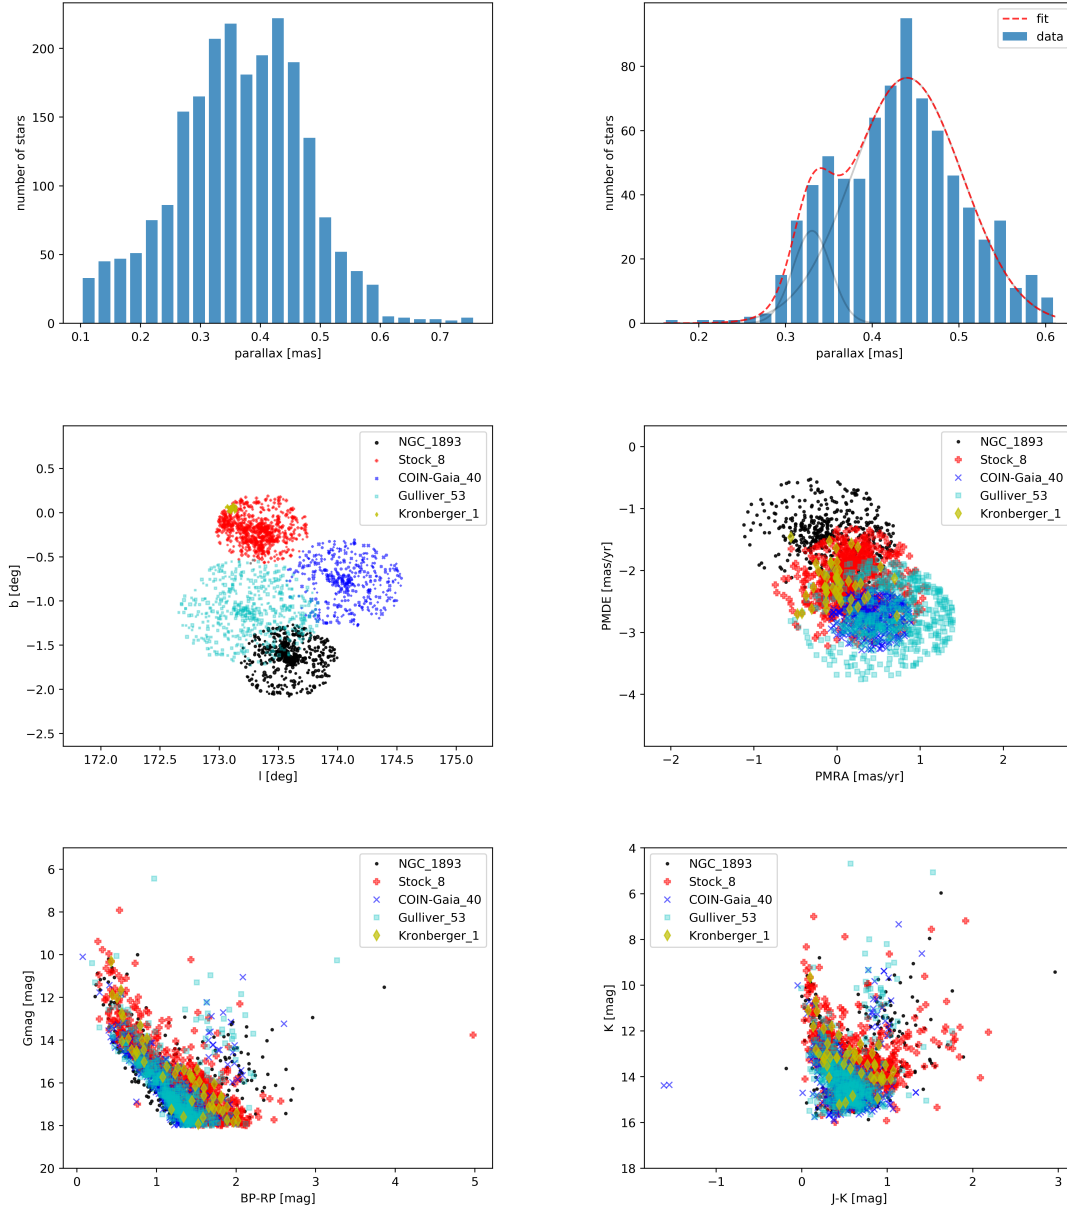 200
150
100
50
0
number of stars
0.1 0.2 0.3 0.4 0.5 0.6 0.7
parallax [mas]
fit
data
80
60
40
20
0
number of stars
0.2 0.3 0.4 0.5 0.6
parallax [mas]
NGC_1893
Stock_8
COIN-Gaia_40
Gulliver_53
Kronberger_1
0.5
0.0
−0.5
−1.0
−1.5
−2.0
−2.5
b [deg]
172.0 172.5 173.0 173.5 174.0 174.5 175.0
l [deg]
NGC_1893
Stock_8
COIN-Gaia_40
Gulliver_53
Kronberger_1
0
−1
−2
−3
−4
PMDE [mas/yr]
−2 −1 0 1 2
PMRA [mas/yr]
NGC_1893
Stock_8
COIN-Gaia_40
Gulliver_53
Kronberger_1
6
8
10
12
14
16
18
20
Gmag [mag]
0 1 2 3 4 5
BP-RP [mag]
NGC_1893
Stock_8
COIN-Gaia_40
Gulliver_53
Kronberger_1
4
6
8
10
12
14
16
18
K [mag]
−1 0 1 2 3
J-K [mag]